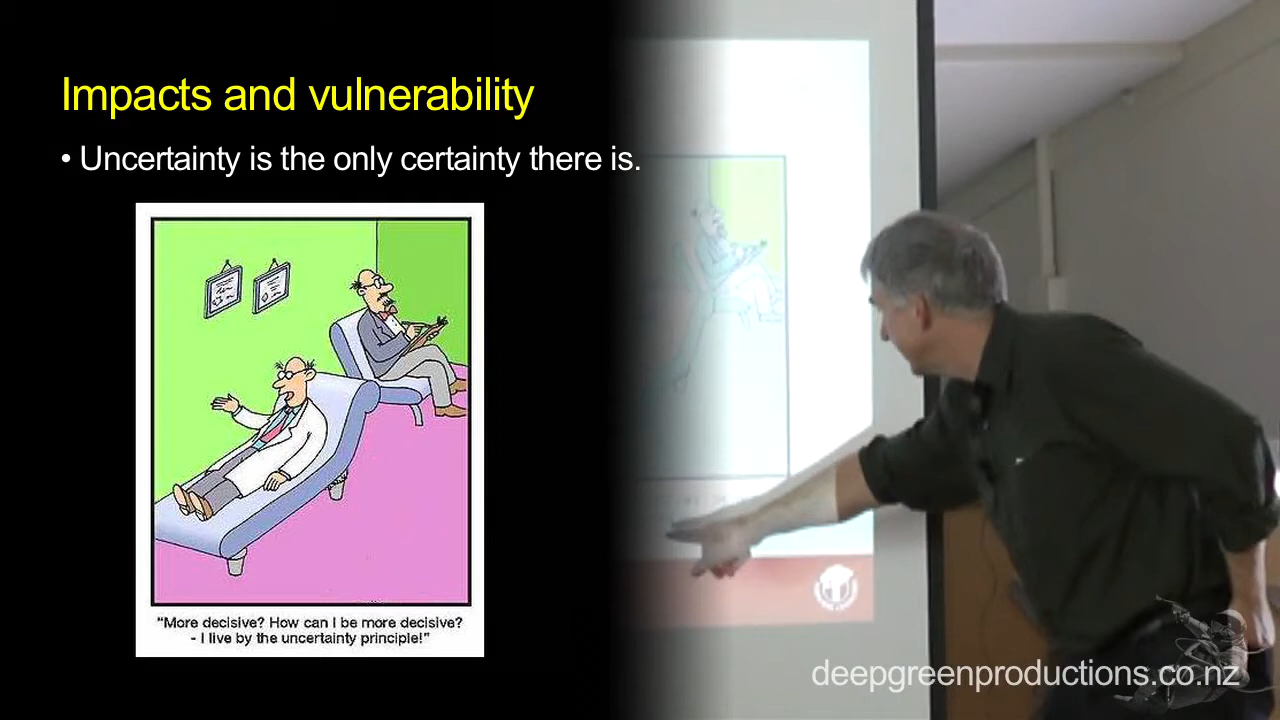 Impacts and vulnerability
• Uncertainty is the only certainty there is.
"More decisive? How can I be more decisive?
- I live by the uncertainty principle!"
deepgreenproductions.co.nz